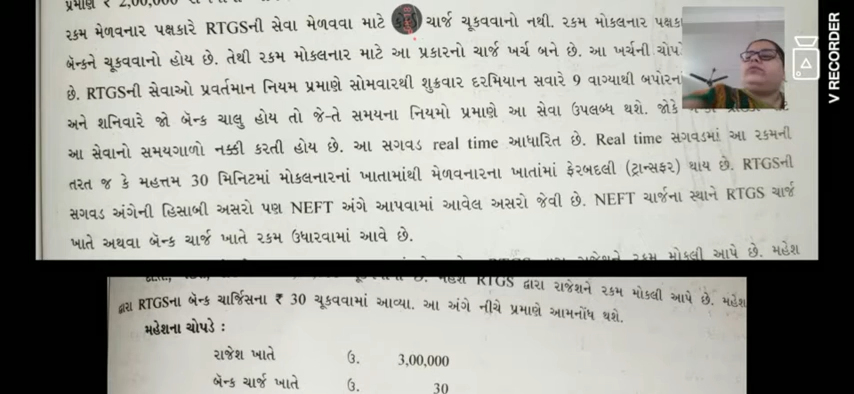 પ્રમાણે ₹ 2,00,000
રકમ મેળવનાર પક્ષકારે RTGSની સેવા મેળવવા માટે ચાર્જ ચૂકવવાનો નથી. રકમ મોકલનાર
બૅન્કને ચૂકવવાનો હોય છે. તેથી રકમ મોકલનાર માટે આ પ્રકારનો ચાર્જ ખર્ચ બને છે. આ ખર્ચની
છે. RTGSની સેવાઓ પ્રવર્તમાન નિયમ પ્રમાણે સોમવારથી શુક્રવાર દરમિયાન સવારે 9 વાગ્યાથી
અને શનિવારે જો બૅન્ક ચાલુ હોય તો જે-તે સમયના નિયમો પ્રમાણે આ સેવા ઉપલબ્ધ થશે. જોકે
આ સેવાનો સમયગાળો નક્કી કરતી હોય છે. આ સગવડ real time આધારિત છે. Real time સગવડમાં આ રકમની
તરત જ કે મહત્તમ 30 મિનિટમાં મોકલનારનાં ખાતામાંથી મેળવનારના ખાતાંમાં ફેરબદલી (ટ્રાન્સફર) થાય છે. RTGSની
સગવડ અંગેની હિસાબી અસરો પણ NEFT અંગે આપવામાં આવેલ અસરો જેવી છે. NEFT ચાર્જના સ્થાને RTGS ચાર્જ
ખાતે અથવા બૅન્ક ચાર્જ ખાતે રકમ ઉધારવામાં આવે છે.
રકમ મોકલી આપે છે. મહેશ
RTGS દ્વારા રાજેશને રકમ મોકલી આપે છે. મહેશ
દ્વારા RTGSના બૅન્ક ચાર્જિસના ₹ 30 ચૂકવવામાં આવ્યા. આ અંગે નીચે પ્રમાણે આમનોંધ થશે.
મહેશના ચોપડે :
રાજેશ ખાતે ઉ. 3,00,000
બૅન્ક ચાર્જ ખાતે ઉ. 30
V RECORDER